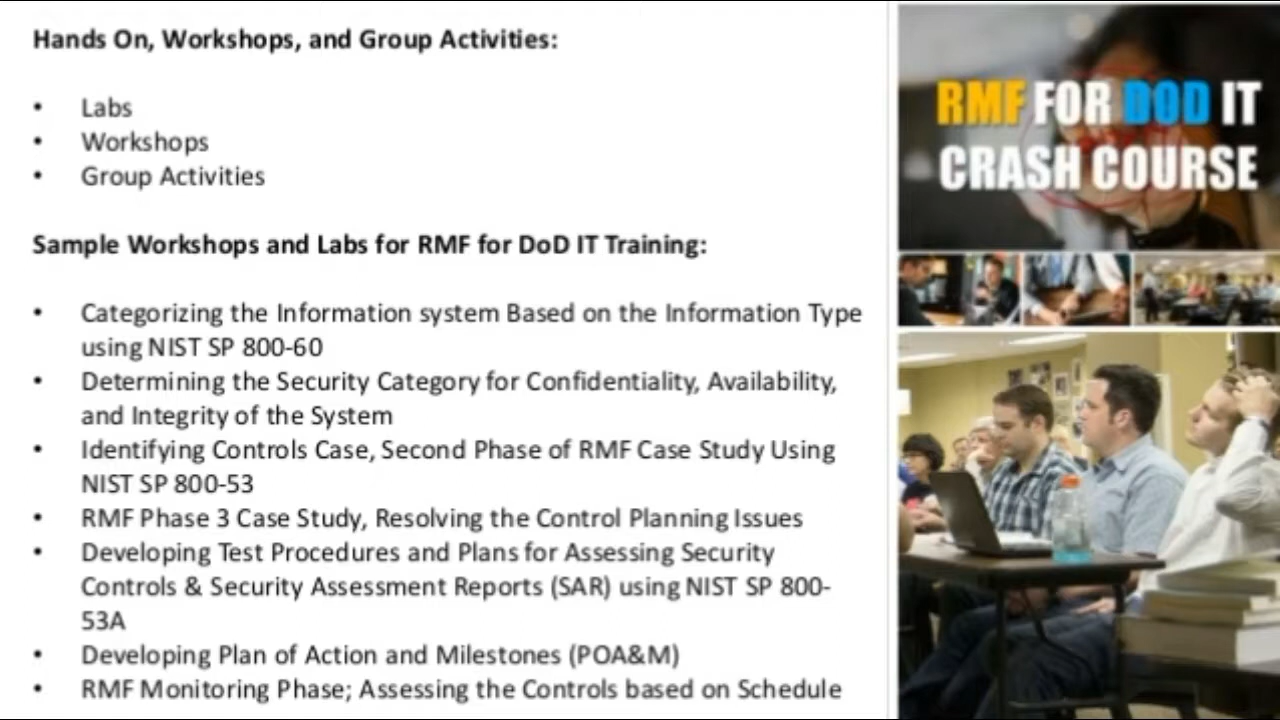 Hands On, Workshops, and Group Activities:
• Labs
• Workshops
• Group Activities
Sample Workshops and Labs for RMF for DoD IT Training:
• Categorizing the Information system Based on the Information Type
using NIST SP 800-60
• Determining the Security Category for Confidentiality, Availability,
and Integrity of the System
• Identifying Controls Case, Second Phase of RMF Case Study Using
NIST SP 800-53
• RMF Phase 3 Case Study, Resolving the Control Planning Issues
• Developing Test Procedures and Plans for Assessing Security
Controls & Security Assessment Reports (SAR) using NIST SP 800-
53A
• Developing Plan of Action and Milestones (POA&M)
• RMF Monitoring Phase; Assessing the Controls based on Schedule
RMF FOR DOD IT
CRASH COURSE